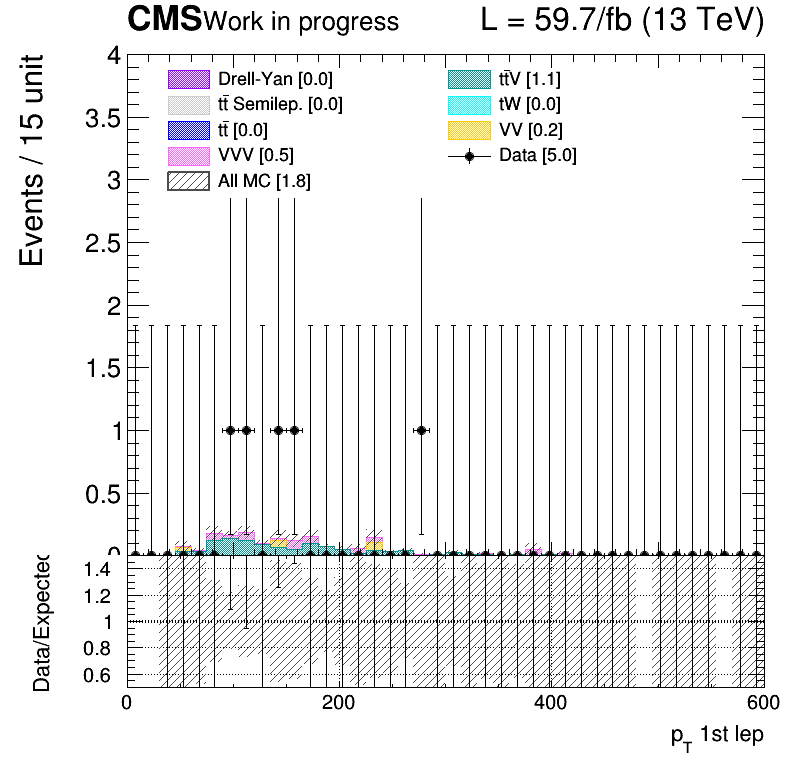 CMS Work in progress L = 59.7/fb (13 TeV)
Events / 15 unit
4
3.5
3
2.5
2
1.5
1
0.5
0
Drell-Yan [0.0]
tt̄ Semilep. [0.0]
tt̄ [0.0]
VVV [0.5]
All MC [1.8]
tt̄V [1.1]
tW [0.0]
VV [0.2]
Data [5.0]
Data/Expected
1.4
1.2
1
0.8
0.6
0 200 400 600
p_T 1st lep